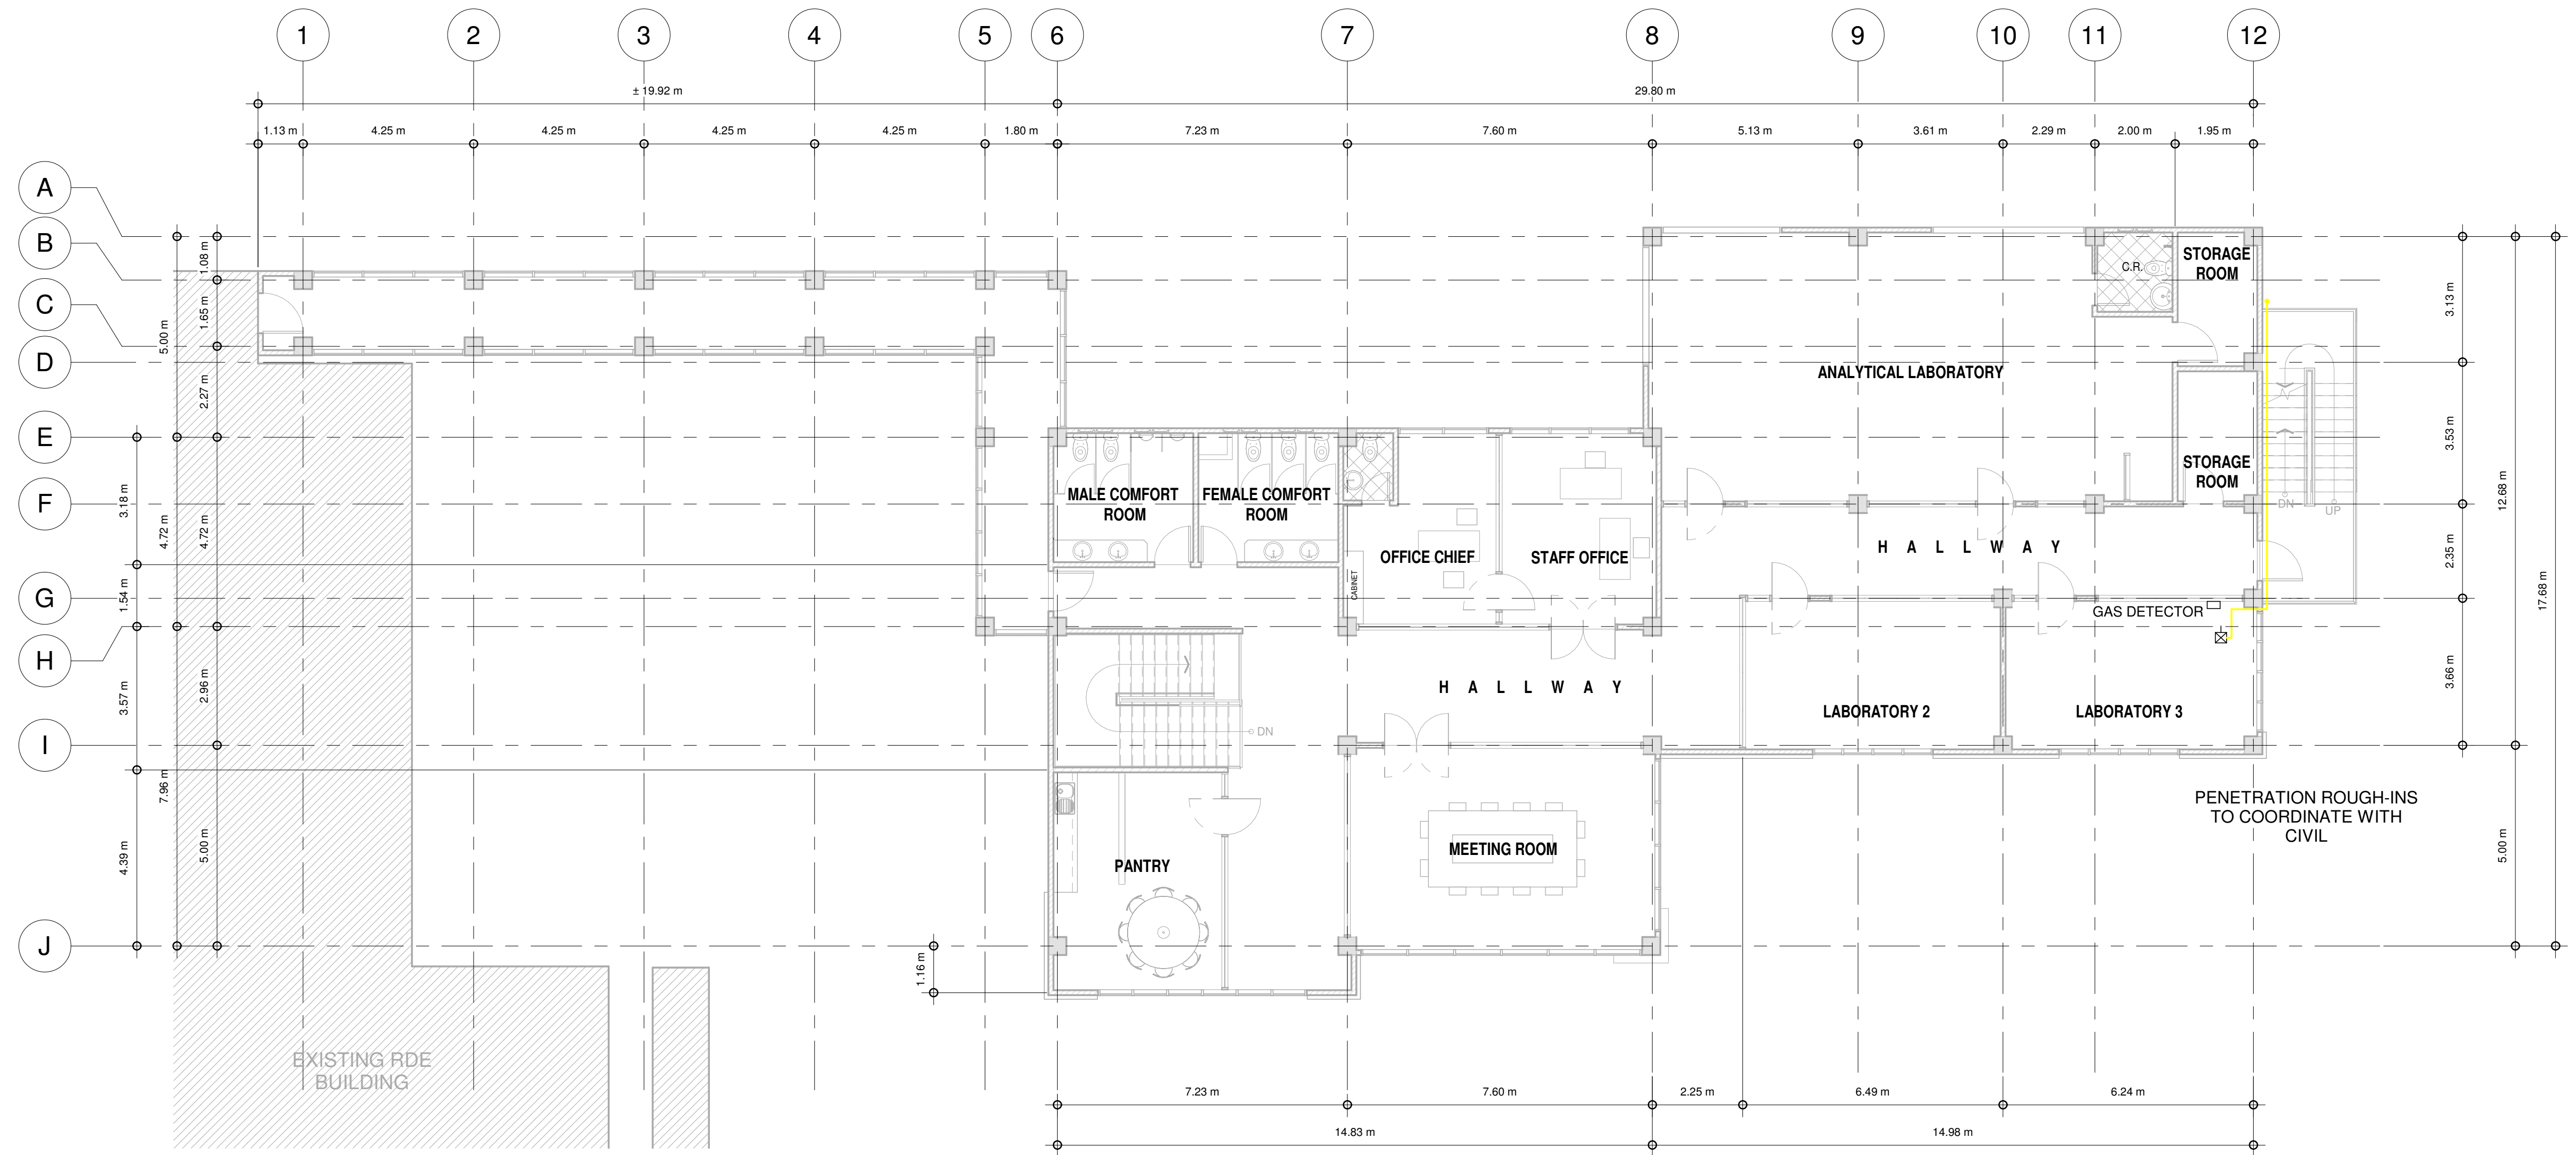 1 2 3 4 5 6 7 8 9 10 11 12
± 19.92 m 29.80 m
1.13 m 4.25 m 4.25 m 4.25 m 4.25 m 1.80 m 7.23 m 7.60 m 5.13 m 3.61 m 2.29 m 2.00 m 1.95 m
A
B
C
D
E
F
G
H
I
J
1.08 m
1.65 m
5.00 m
2.27 m
3.18 m
4.72 m
4.72 m
1.54 m
3.57 m
2.96 m
7.96 m
4.39 m
5.00 m
1.16 m
STORAGE
ROOM
C.R.
ANALYTICAL LABORATORY
STORAGE
ROOM
MALE COMFORT
ROOM
FEMALE COMFORT
ROOM
OFFICE CHIEF
STAFF OFFICE
CABINET
HALLWAY
DN
UP
GAS DETECTOR
HALLWAY
LABORATORY 2
LABORATORY 3
DN
PENETRATION ROUGH-INS
TO COORDINATE WITH
CIVIL
PANTRY
MEETING ROOM
3.13 m
3.53 m
12.68 m
2.35 m
17.68 m
3.66 m
5.00 m
EXISTING RDE
BUILDING
7.23 m 7.60 m 2.25 m 6.49 m 6.24 m
14.83 m 14.98 m